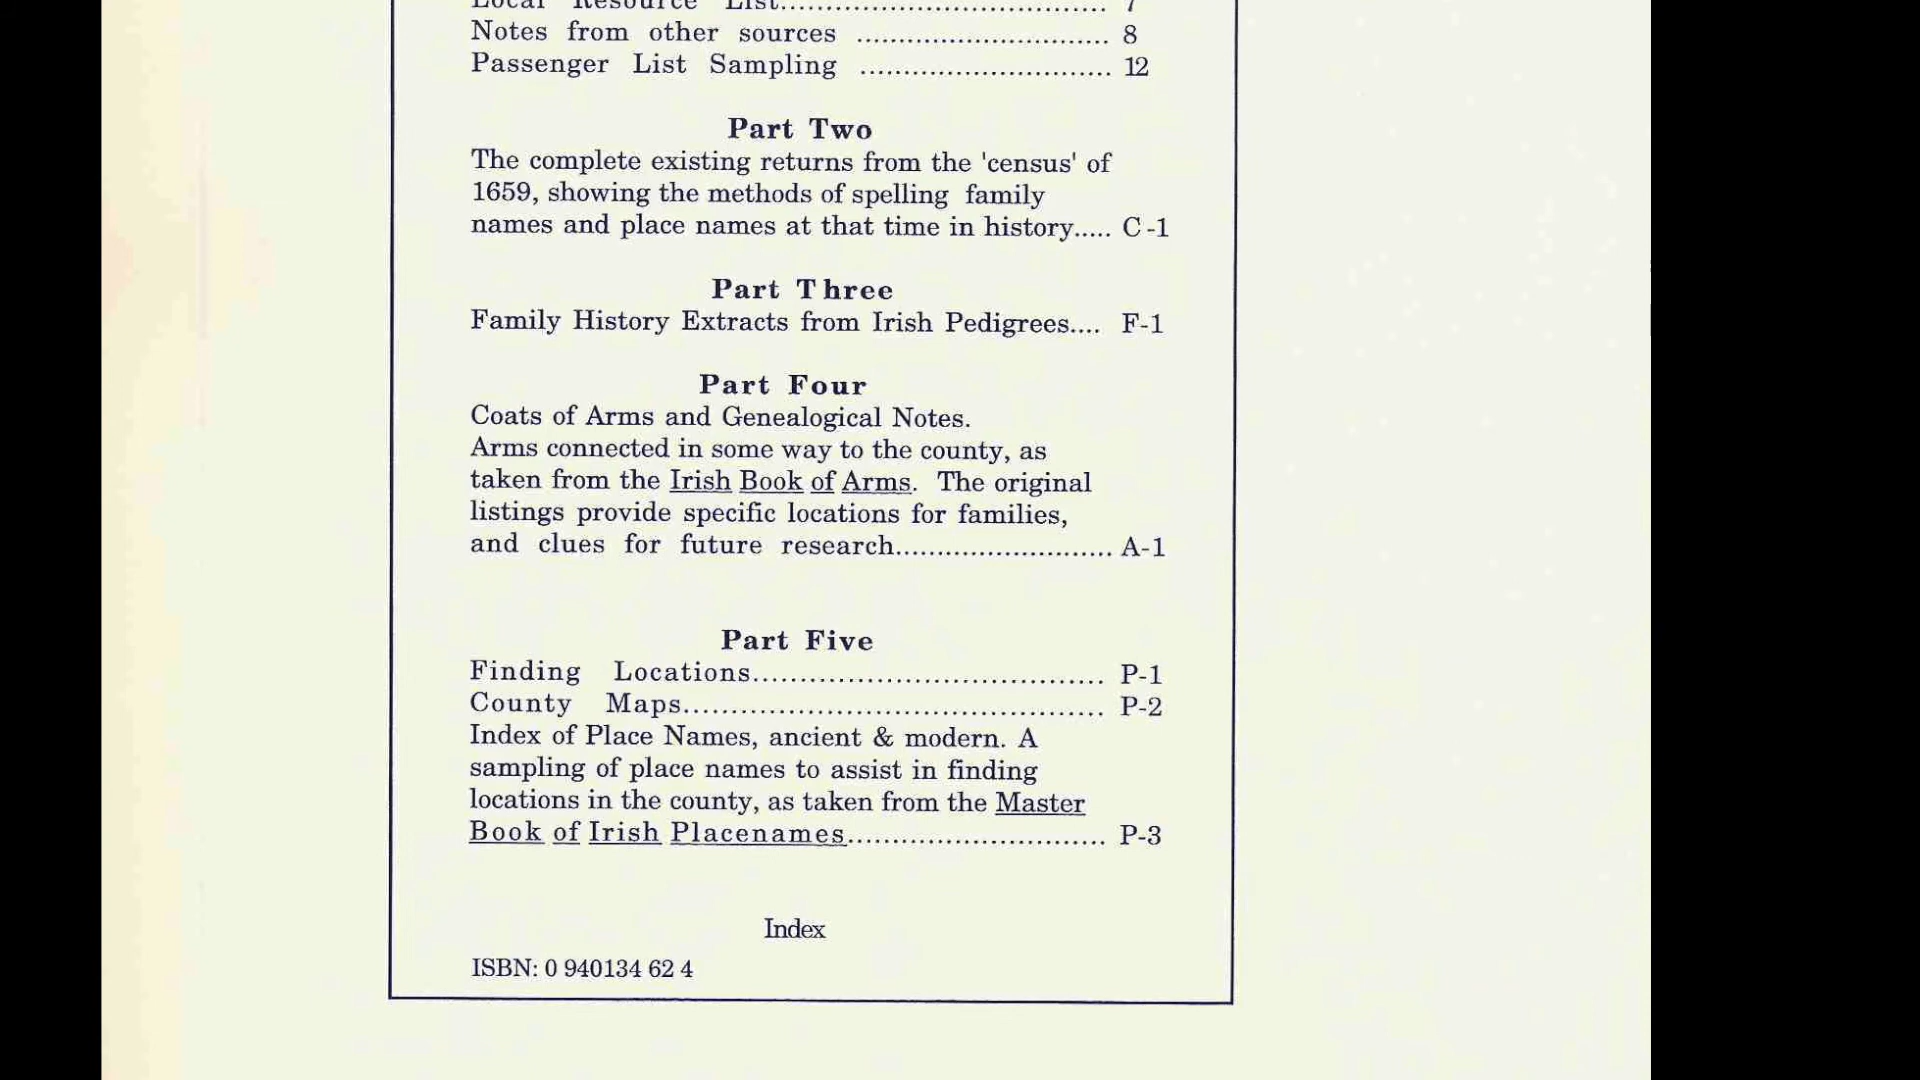 Local Resource List................................... 7
Notes from other sources ............................. 8
Passenger List Sampling ............................. 12
Part Two
The complete existing returns from the 'census' of
1659, showing the methods of spelling family
names and place names at that time in history..... C-1
Part Three
Family History Extracts from Irish Pedigrees.... F-1
Part Four
Coats of Arms and Genealogical Notes.
Arms connected in some way to the county, as
taken from the Irish Book of Arms. The original
listings provide specific locations for families,
and clues for future research......................... A-1
Part Five
Finding Locations..................................... P-1
County Maps............................................ P-2
Index of Place Names, ancient & modern. A
sampling of place names to assist in finding
locations in the county, as taken from the Master
Book of Irish Placenames............................. P-3
Index
ISBN: 0 940134 62 4